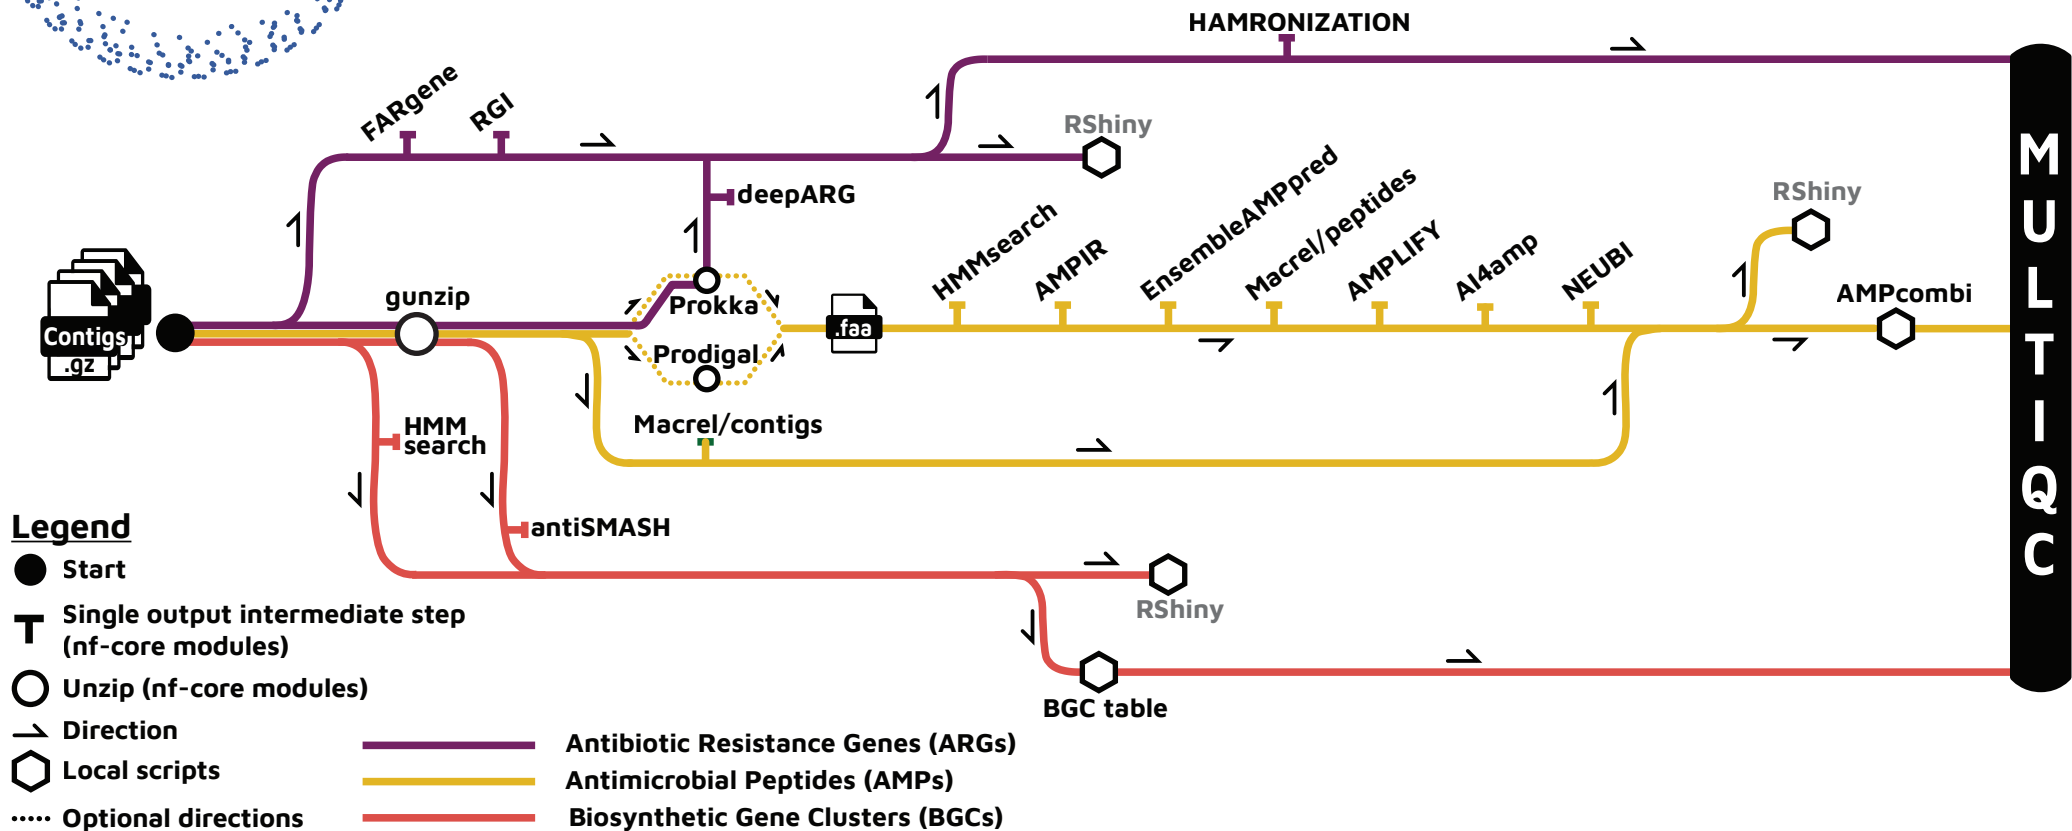 HAMRONIZATION
FARgene
RGI
RShiny
deepARG
HMMsearch
AMPIR
EnsembleAMPpred
Macrel/peptides
AMPLIFY
AI4amp
NEUBI
RShiny
AMPcombi
MULTIQC
Contigs
.gz
gunzip
Prokka
Prodigal
.faa
Macrel/contigs
HMM
search
antiSMASH
RShiny
BGC table
Legend
Start
Single output intermediate step
(nf-core modules)
Unzip (nf-core modules)
Direction
Local scripts
Optional directions
Antibiotic Resistance Genes (ARGs)
Antimicrobial Peptides (AMPs)
Biosynthetic Gene Clusters (BGCs)